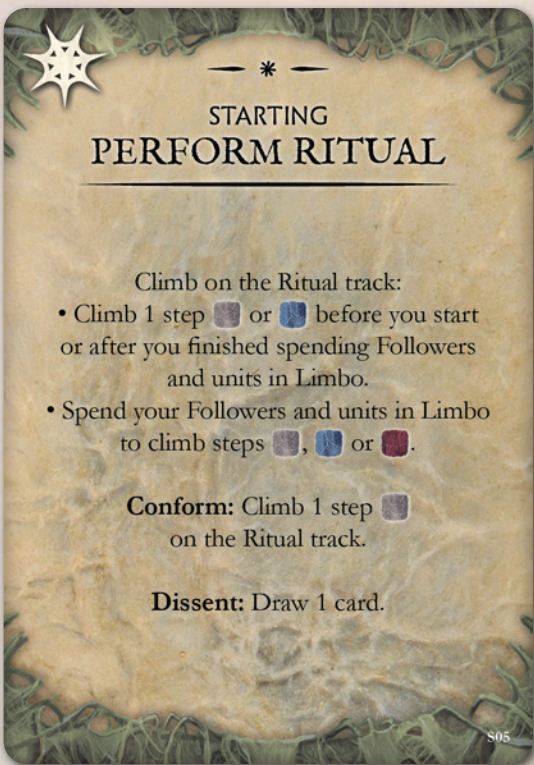 STARTING
PERFORM RITUAL
Climb on the Ritual track:
• Climb 1 step or before you start
or after you finished spending Followers
and units in Limbo.
• Spend your Followers and units in Limbo
to climb steps , or .
Conform: Climb 1 step
on the Ritual track.
Dissent: Draw 1 card.
S05